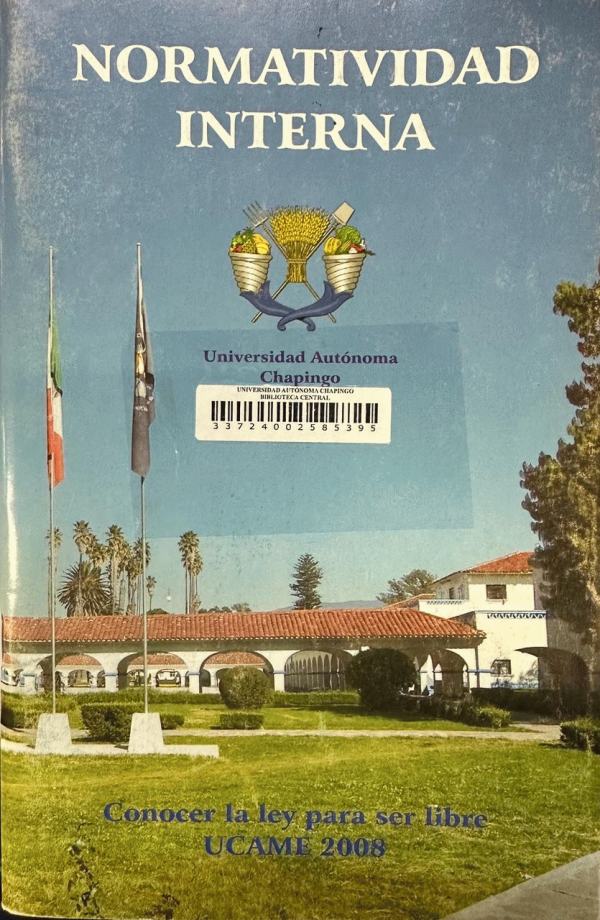 NORMATIVIDAD
INTERNA
Universidad Autónoma
Chapingo
UNIVERSIDAD AUTÓNOMA CHAPINGO
BIBLIOTECA CENTRAL
33724002585395
Conocer la ley para ser libre
UCAME 2008